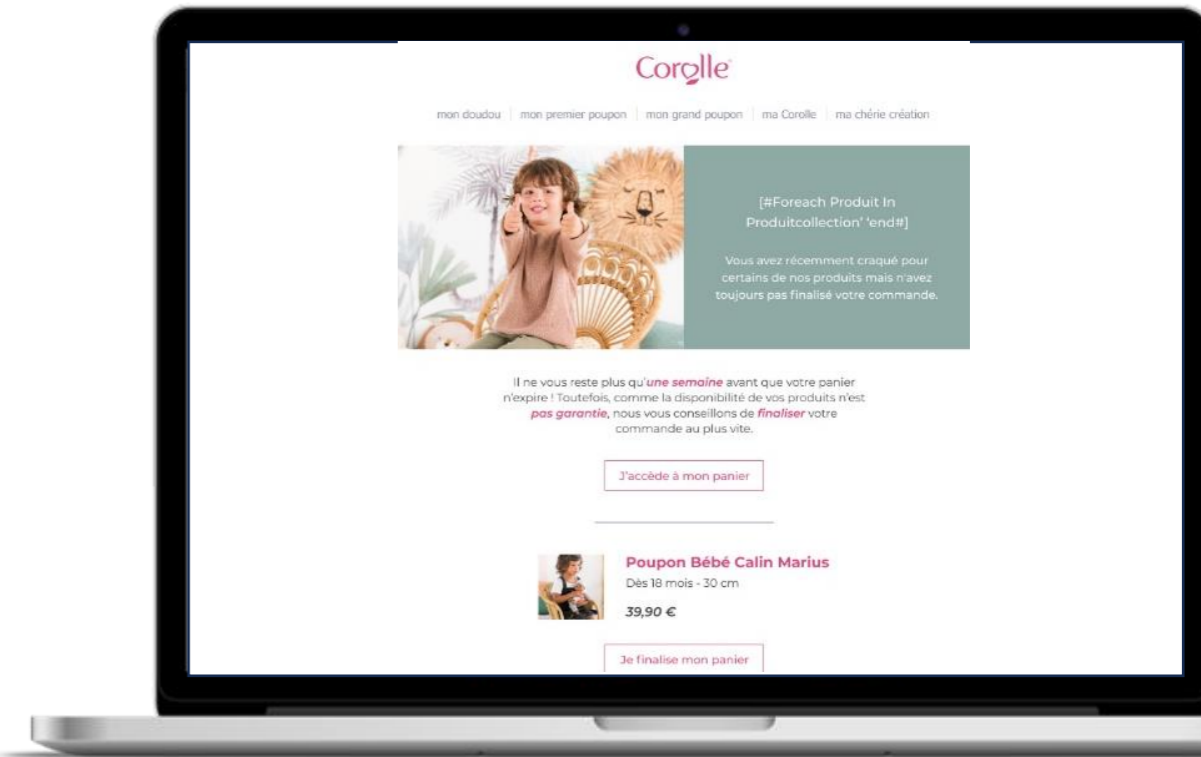 Corolle
mon doudou | mon premier poupon | mon grand poupon | ma Corolle | ma chérie création
[#Foreach Produit In
Produitcollection' 'end#]
Vous avez récemment craqué pour
certains de nos produits mais n'avez
toujours pas finalisé votre commande.
Il ne vous reste plus qu'une semaine avant que votre panier
n'expire ! Toutefois, comme la disponibilité de vos produits n'est
pas garantie, nous vous conseillons de finaliser votre
commande au plus vite.
J'accède à mon panier
Poupon Bébé Calin Marius
Dès 18 mois - 30 cm
39,90 €
Je finalise mon panier